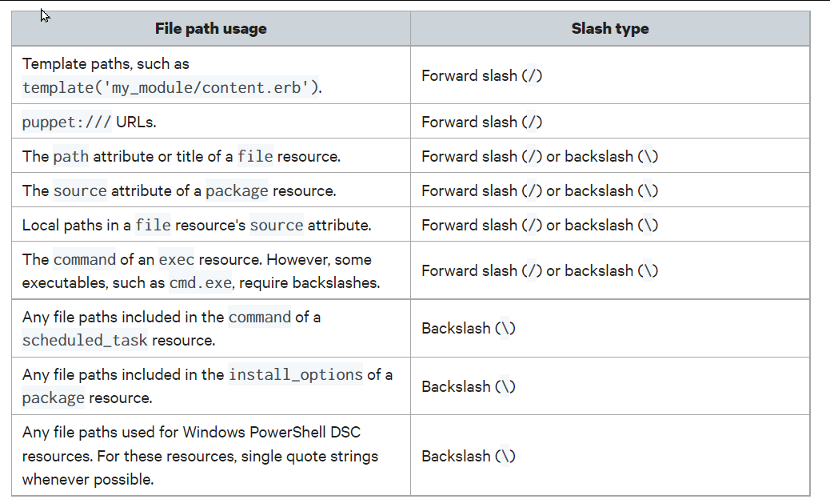 File path usage
Slash type
Template paths, such as
template('my_module/content.erb').
Forward slash (/)
puppet:/// URLs.
Forward slash (/)
The path attribute or title of a file resource.
Forward slash (/) or backslash (\)
The source attribute of a package resource.
Forward slash (/) or backslash (\)
Local paths in a file resource's source attribute.
Forward slash (/) or backslash (\)
The command of an exec resource. However, some
executables, such as cmd.exe, require backslashes.
Forward slash (/) or backslash (\)
Any file paths included in the command of a
scheduled_task resource.
Backslash (\)
Any file paths included in the install_options of a
package resource.
Backslash (\)
Any file paths used for Windows PowerShell DSC
resources. For these resources, single quote strings
whenever possible.
Backslash (\)